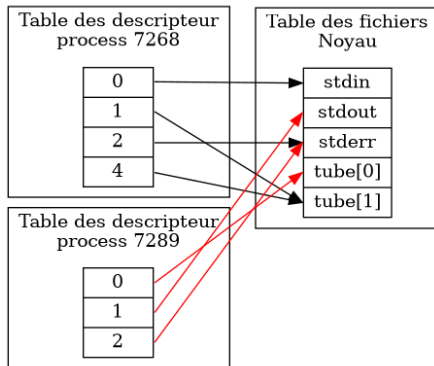 Table des descripteur
process 7268
0
1
2
4
Table des fichiers
Noyau
stdin
stdout
stderr
tube[0]
tube[1]
Table des descripteur
process 7289
0
1
2